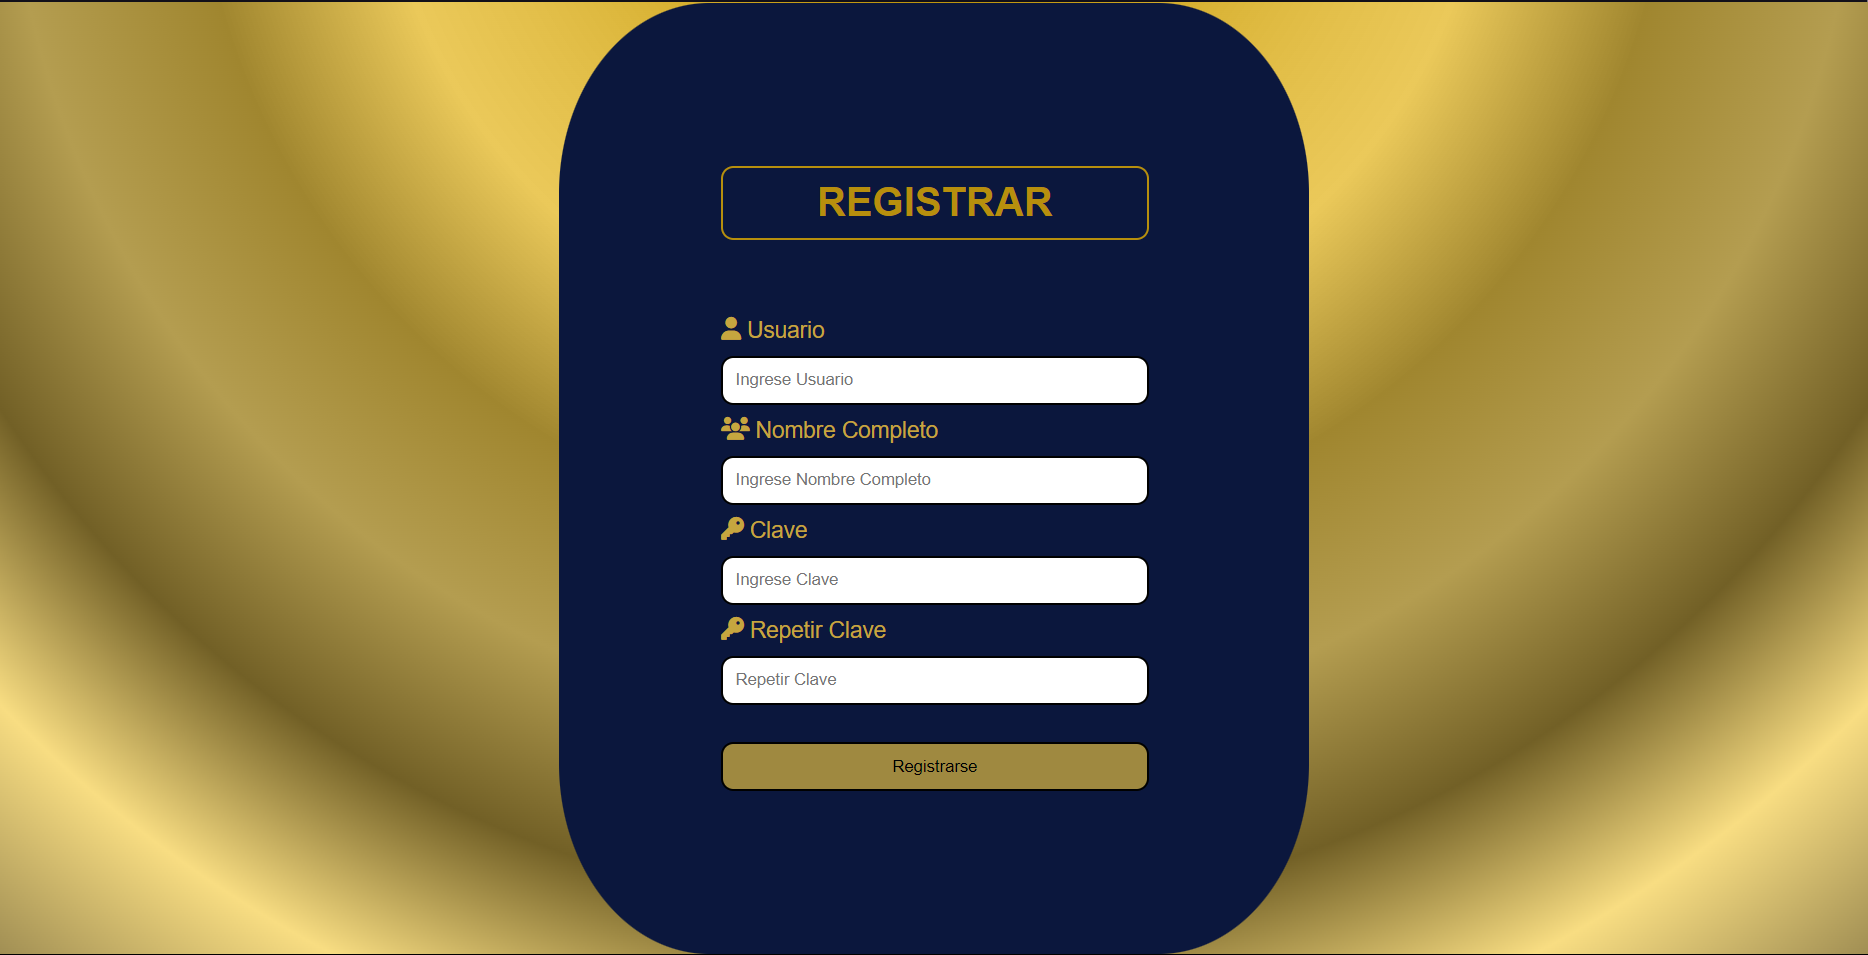 REGISTRAR
Usuario
Ingrese Usuario
Nombre Completo
Ingrese Nombre Completo
Clave
Ingrese Clave
Repetir Clave
Repetir Clave
Registrarse